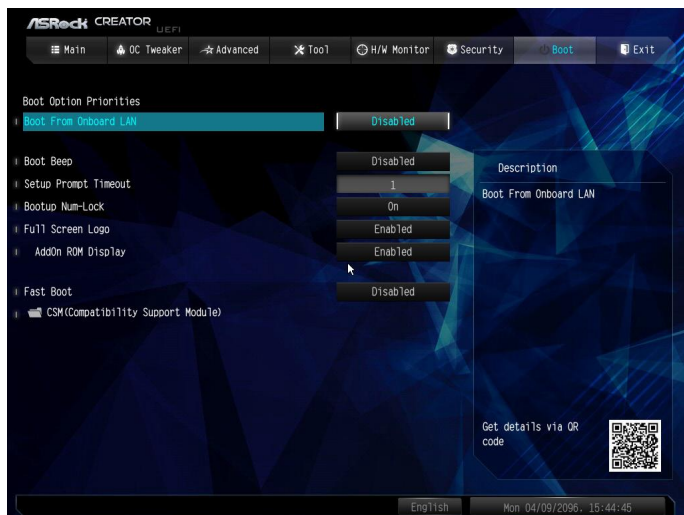 ASRock CREATOR UEFI
Main OC Tweaker Advanced Tool H/W Monitor Security Boot Exit
Boot Option Priorities
Boot From Onboard LAN Disabled
Boot Beep Disabled
Setup Prompt Timeout 1
Bootup Num-Lock On
Full Screen Logo Enabled
AddOn ROM Display Enabled
Fast Boot Disabled
CSM(Compatibility Support Module)
Description
Boot From Onboard LAN
Get details via QR
code
English Mon 04/09/2096. 15:44:45